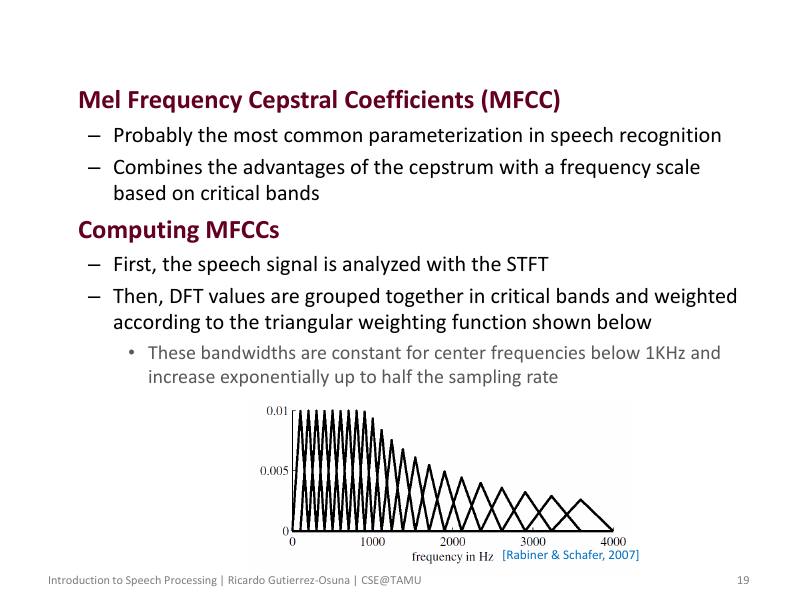 Mel Frequency Cepstral Coefficients (MFCC)
– Probably the most common parameterization in speech recognition
– Combines the advantages of the cepstrum with a frequency scale
based on critical bands
Computing MFCCs
– First, the speech signal is analyzed with the STFT
– Then, DFT values are grouped together in critical bands and weighted
according to the triangular weighting function shown below
• These bandwidths are constant for center frequencies below 1KHz and
increase exponentially up to half the sampling rate
0.01
0.005
0
0 1000 2000 3000 4000
frequency in Hz [Rabiner & Schafer, 2007]
Introduction to Speech Processing | Ricardo Gutierrez-Osuna | CSE@TAMU 19